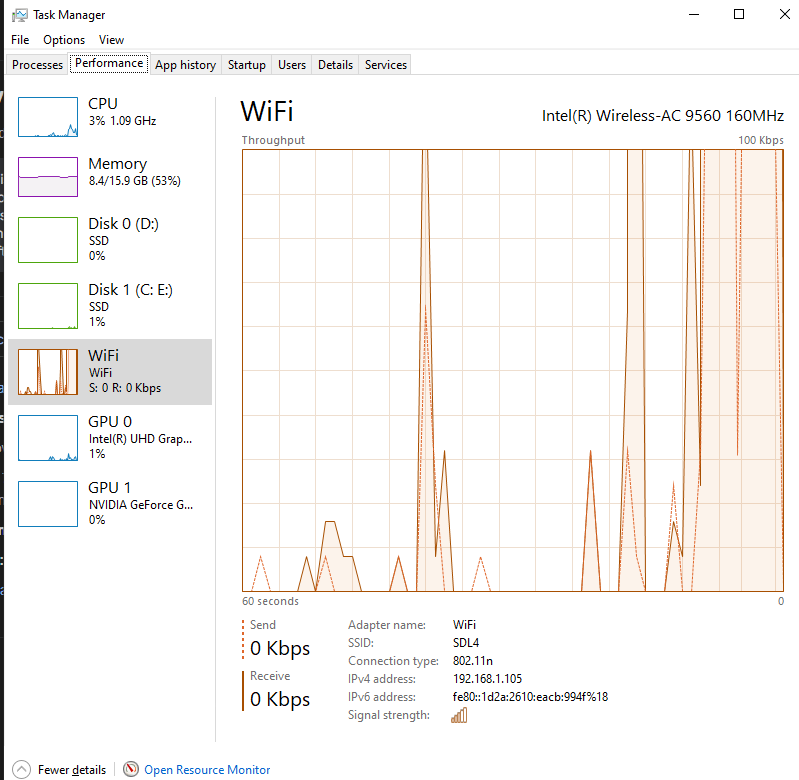 Task Manager
File Options View
Processes Performance App history Startup Users Details Services
CPU
3% 1.09 GHz
Memory
8.4/15.9 GB (53%)
Disk 0 (D:)
SSD
0%
Disk 1 (C: E:)
SSD
1%
WiFi
WiFi
S: 0 R: 0 Kbps
GPU 0
Intel(R) UHD Grap...
1%
GPU 1
NVIDIA GeForce G...
0%
WiFi Intel(R) Wireless-AC 9560 160MHz
Throughput 100 Kbps
60 seconds 0
Send
0 Kbps
Receive
0 Kbps
Adapter name: WiFi
SSID: SDL4
Connection type: 802.11n
IPv4 address: 192.168.1.105
IPv6 address: fe80::1d2a:2610:eacb:994f%18
Signal strength:
Fewer details Open Resource Monitor